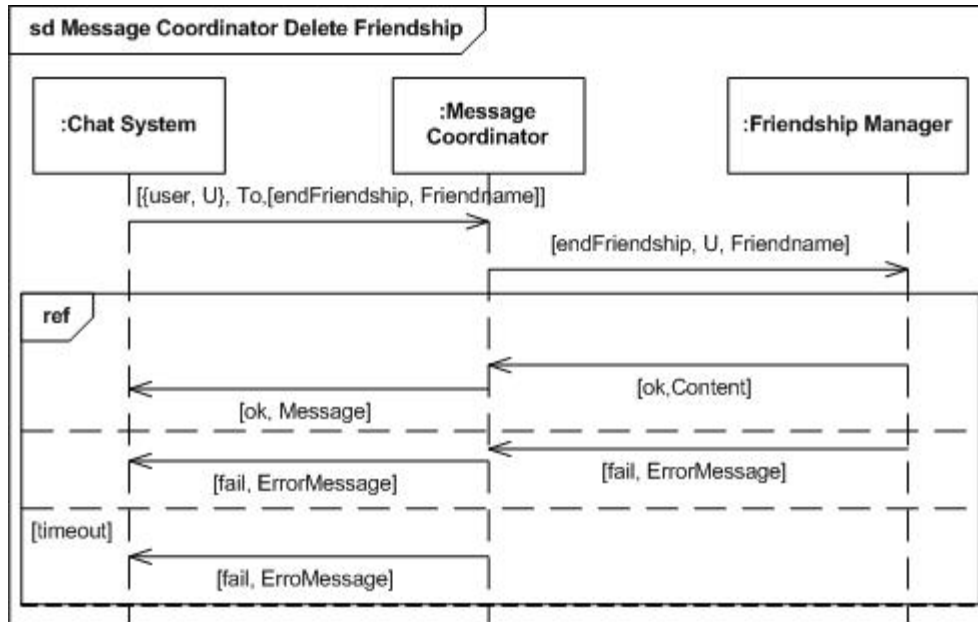 sd Message Coordinator Delete Friendship
:Chat System
:Message
Coordinator
:Friendship Manager
[{user, U}, To,[endFriendship, Friendname]]
[endFriendship, U, Friendname]
ref
[ok,Content]
[ok, Message]
[fail, ErrorMessage]
[fail, ErrorMessage]
[timeout]
[fail, ErroMessage]